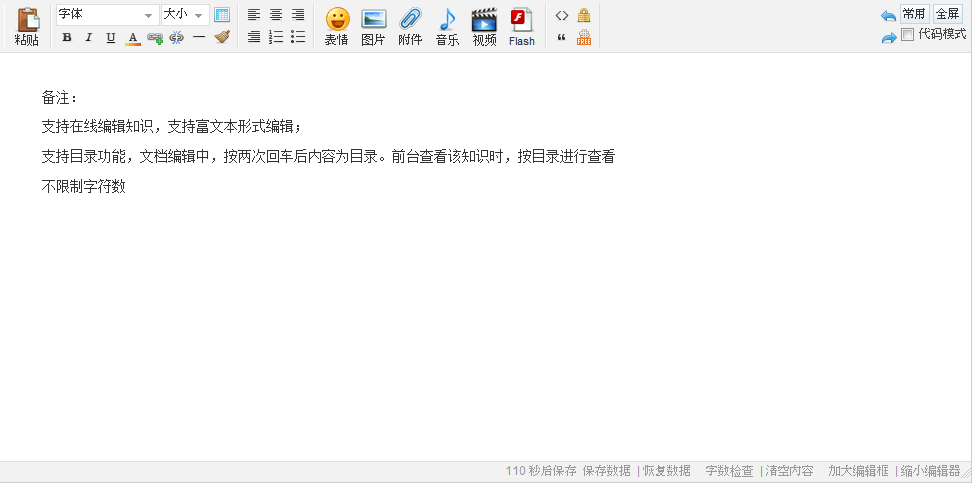 字体 大小 常用 全屏
B I U A 代码模式
粘贴 表情 图片 附件 音乐 视频 Flash
FREE
备注：
支持在线编辑知识，支持富文本形式编辑；
支持目录功能，文档编辑中，按两次回车后内容为目录。前台查看该知识时，按目录进行查看
不限制字符数
110 秒后保存 保存数据 |恢复数据 字数检查 |清空内容 加大编辑框 |缩小编辑器